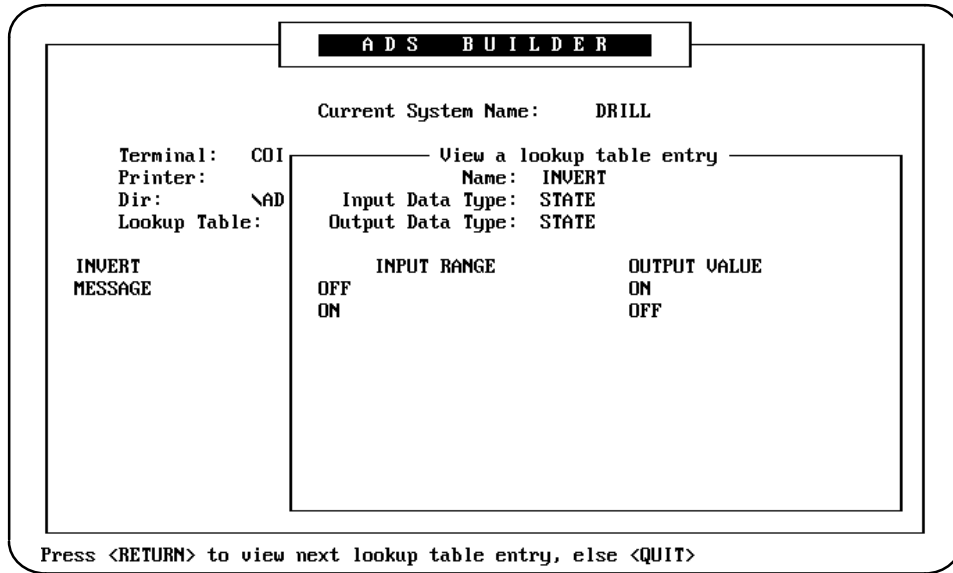 ADS BUILDER
Current System Name: DRILL
Terminal: COI
Printer:
Dir: \AD
Lookup Table:
INVERT
MESSAGE
View a lookup table entry
Name: INVERT
Input Data Type: STATE
Output Data Type: STATE
INPUT RANGE OUTPUT VALUE
OFF ON
ON OFF
Press <RETURN> to view next lookup table entry, else <QUIT>